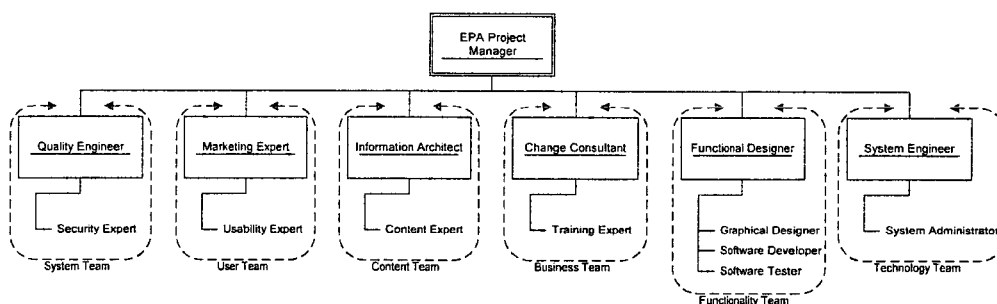 EPA Project
Manager
Quality Engineer
Security Expert
System Team
Marketing Expert
Usability Expert
User Team
Information Architect
Content Expert
Content Team
Change Consultant
Training Expert
Business Team
Functional Designer
Graphical Designer
Software Developer
Software Tester
Functionality Team
System Engineer
System Administrator
Technology Team